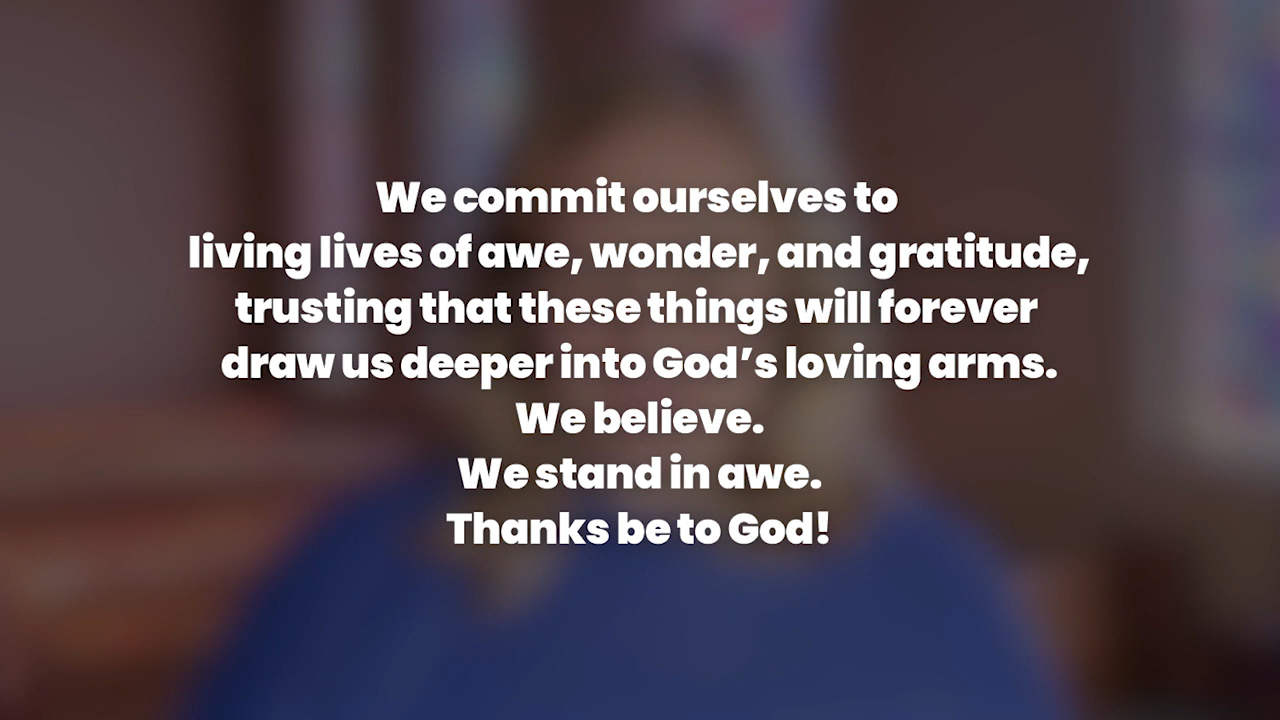 We commit ourselves to
living lives of awe, wonder, and gratitude,
trusting that these things will forever
draw us deeper into God’s loving arms.
We believe.
We stand in awe.
Thanks be to God!